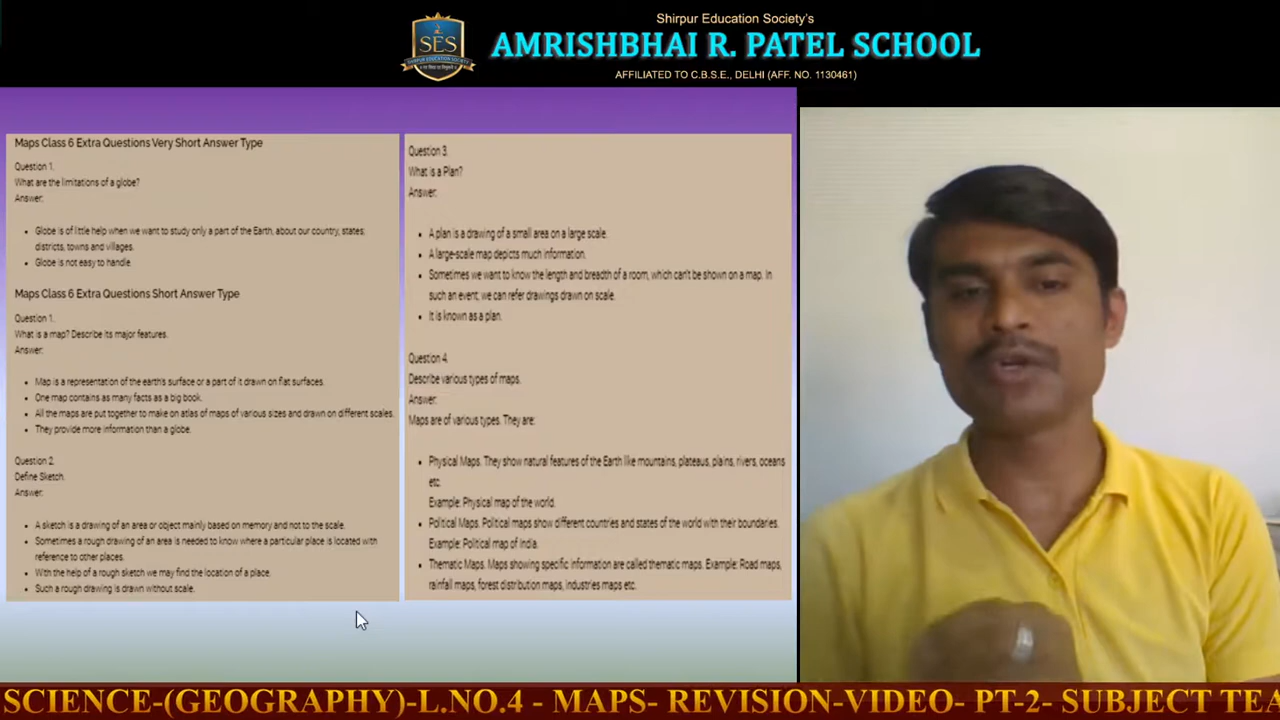 Shirpur Education Society's
SES
AMRISHBHAI R. PATEL SCHOOL
AFFILIATED TO C.B.S.E., DELHI (AFF. NO. 1130461)
Maps Class 6 Extra Questions Very Short Answer Type
Question 1.
What are the limitations of a globe?
Answer:
Globe is of little help when we want to study only a part of the Earth, about our country, states,
districts, towns and villages.
Globe is not easy to handle.
Maps Class 6 Extra Questions Short Answer Type
Question 1.
What is a map? Describe its major features.
Answer:
Map is a representation of the earth's surface or a part of it drawn on flat surfaces.
One map contains as many facts as a big book.
All the maps are put together to make on atlas of maps of various sizes and drawn on different scales.
They provide more information than a globe.
Question 2.
Define Sketch.
Answer:
A sketch is a drawing of an area or object mainly based on memory and not to the scale.
Sometimes a rough drawing of an area is needed to know where a particular place is located with
reference to other places.
With the help of a rough sketch we may find the location of a place.
Such a rough drawing is drawn without scale.
Question 3.
What is a Plan?
Answer:
A plan is a drawing of a small area on a large scale.
A large-scale map depicts much information.
Sometimes we want to know the length and breadth of a room, which can't be shown on a map. In
such an event, we can refer drawings drawn on scale.
It is known as a plan.
Question 4.
Describe various types of maps.
Answer:
Maps are of various types. They are:
Physical Maps. They show natural features of the Earth like mountains, plateaus, plains, rivers, oceans
etc.
Example: Physical map of the world.
Political Maps. Political maps show different countries and states of the world with their boundaries.
Example: Political map of India.
Thematic Maps. Maps showing specific information are called thematic maps. Example: Road maps,
rainfall maps, forest distribution maps, industries maps etc.
SCIENCE-(GEOGRAPHY)-L.NO.4 - MAPS- REVISION-VIDEO- PT-2- SUBJECT TEA